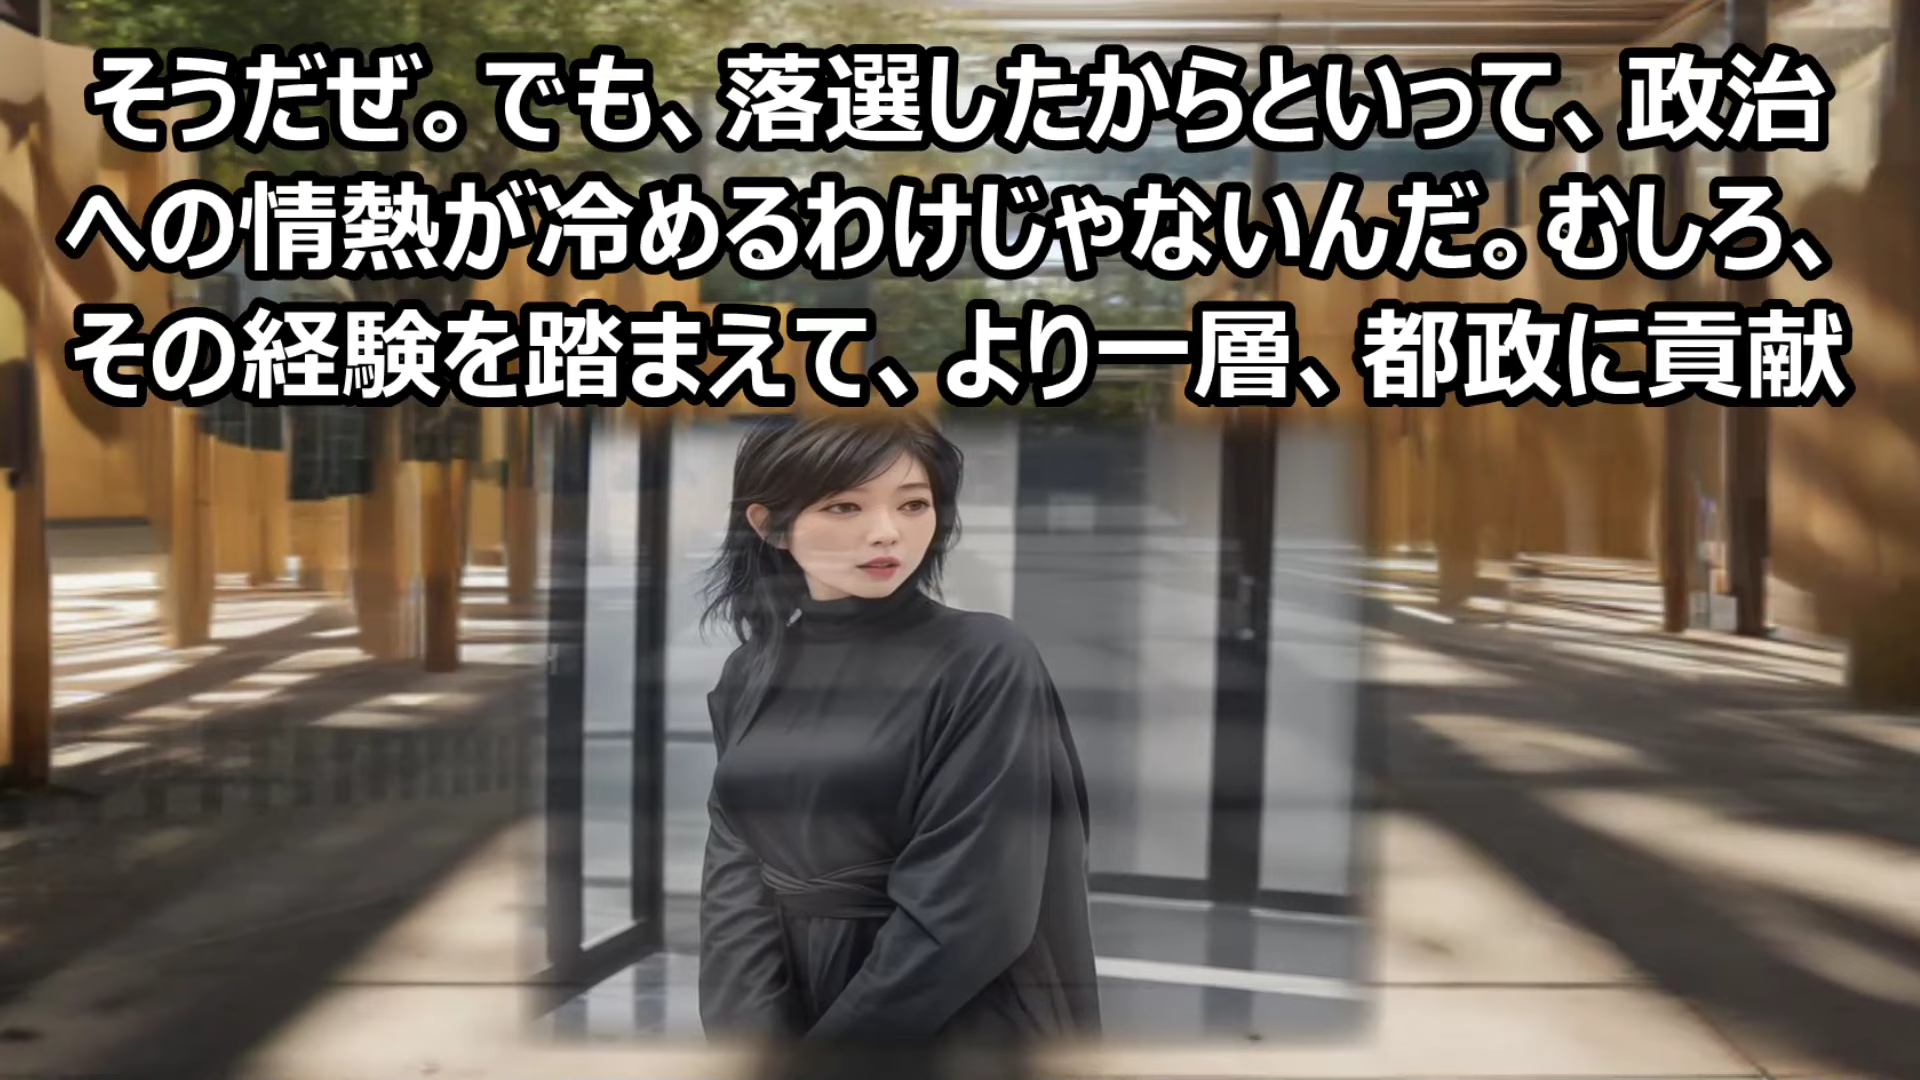 そうだぜ。でも、落選したからといって、政治
への情熱が冷めるわけじゃないんだ。むしろ、
その経験を踏まえて、より一層、都政に貢献